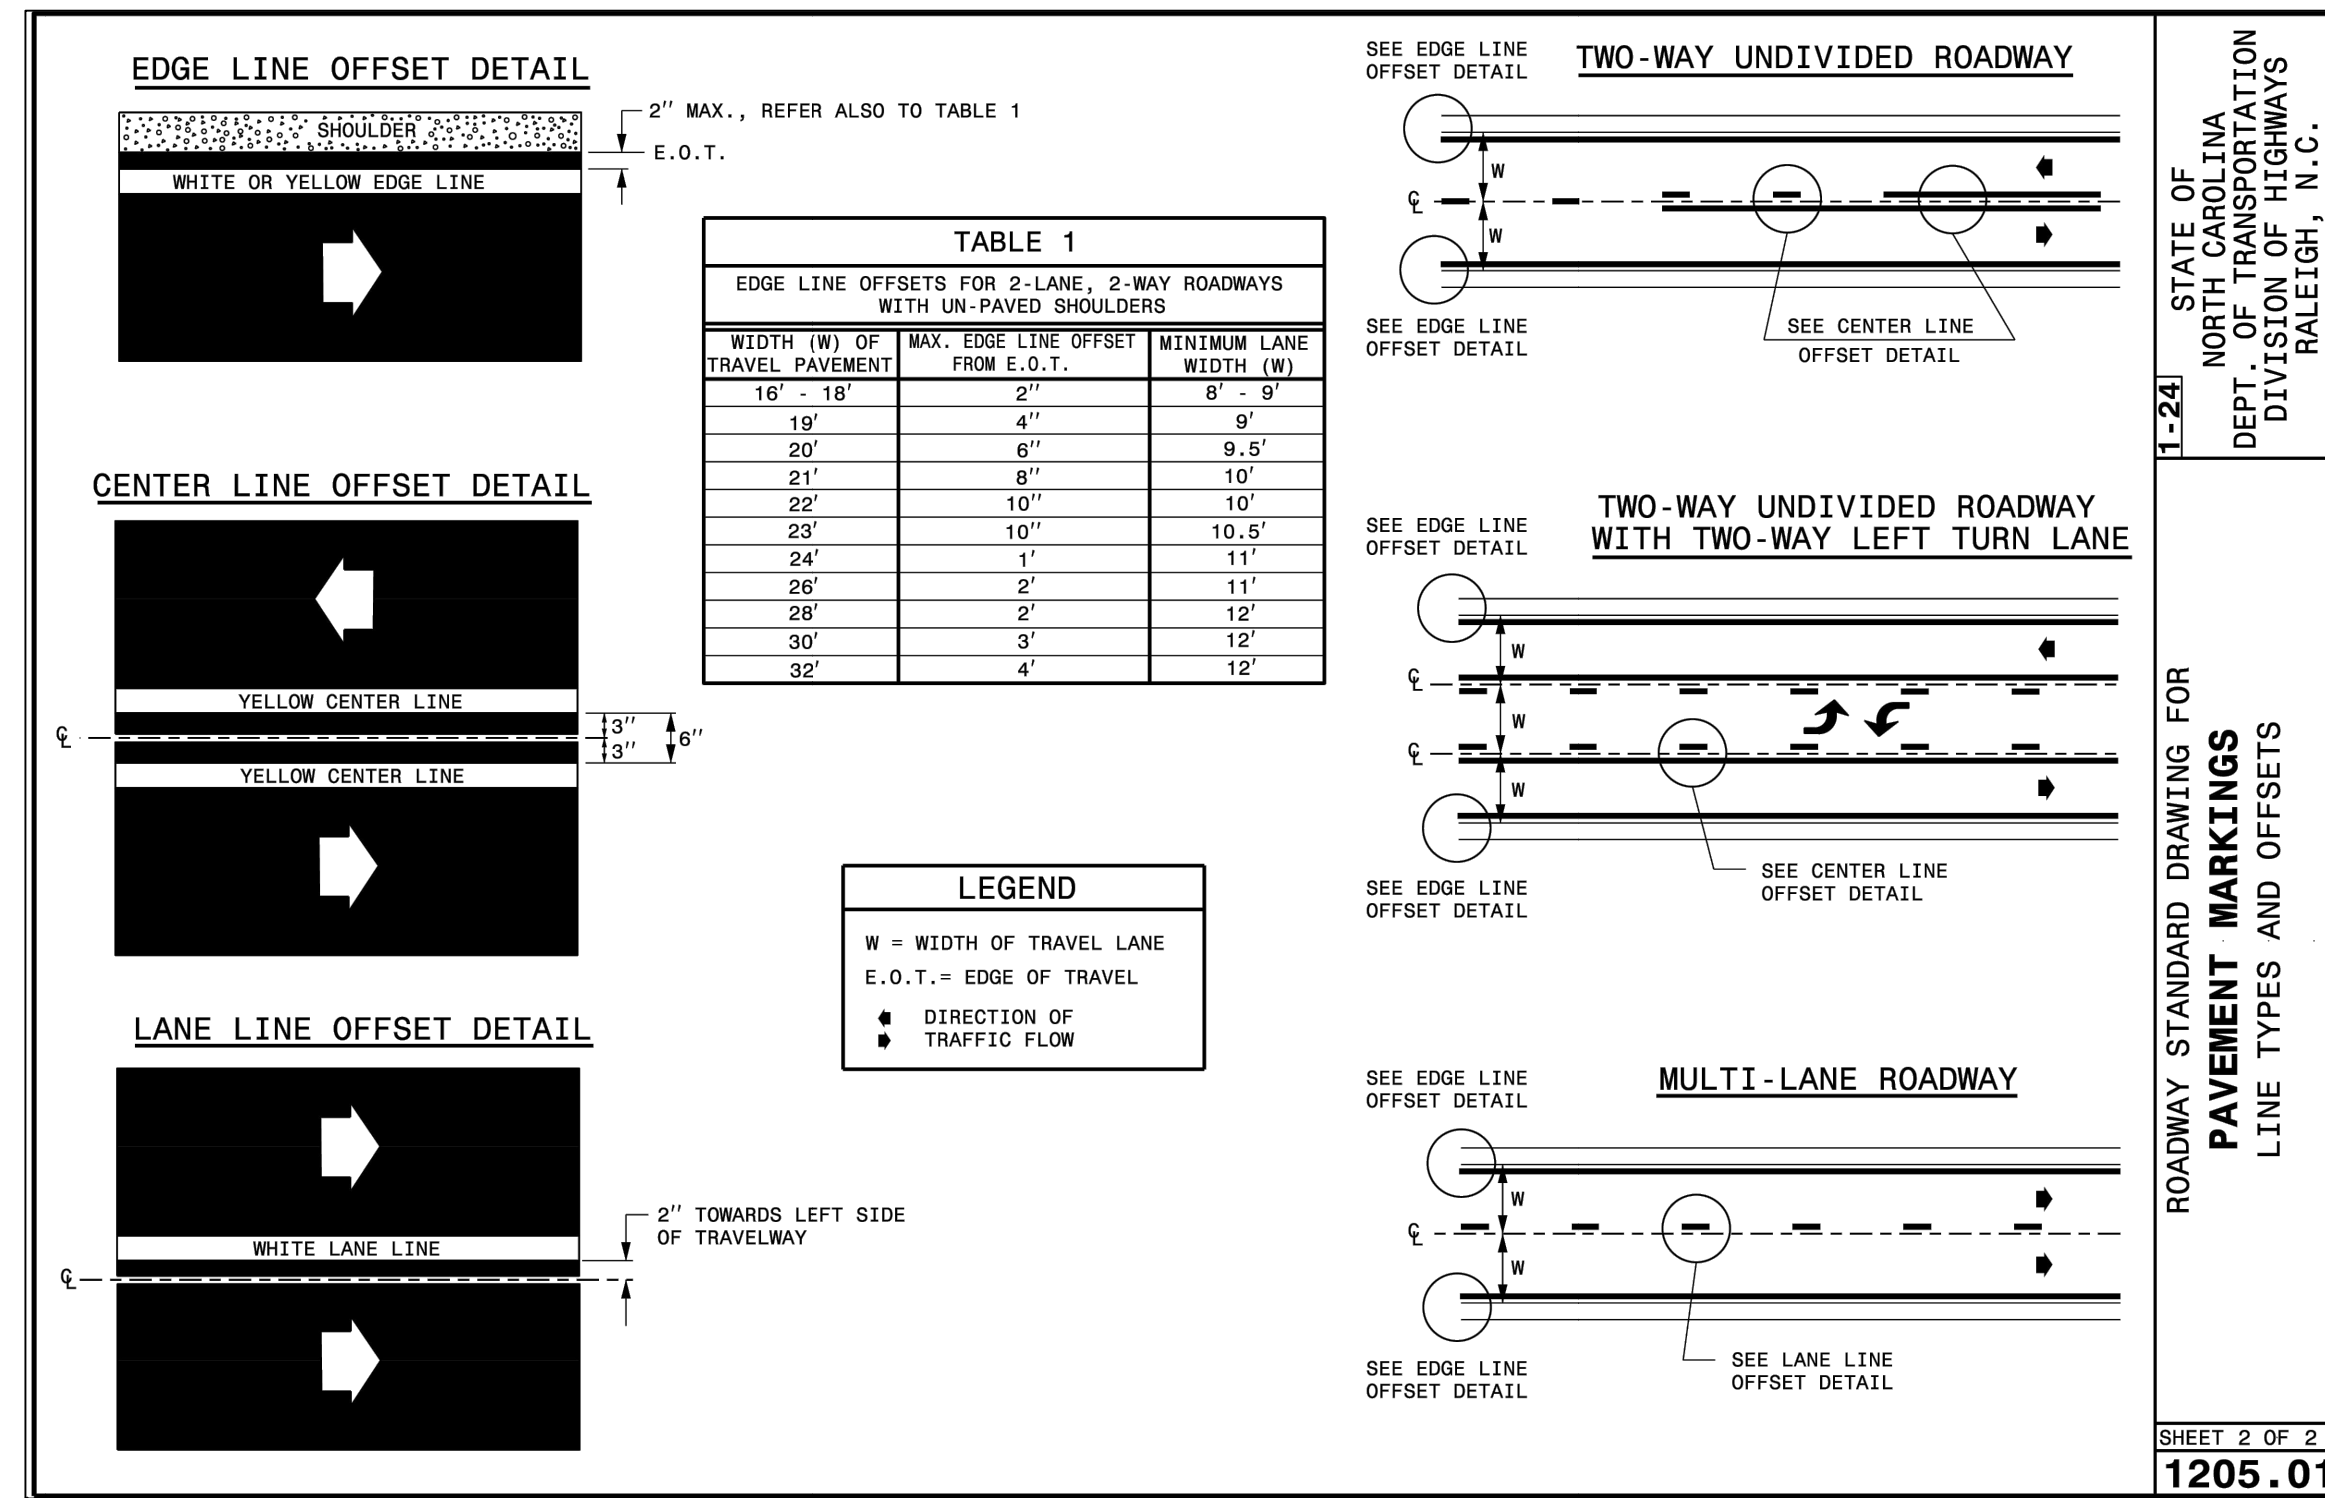 EDGE LINE OFFSET DETAIL
SHOULDER
WHITE OR YELLOW EDGE LINE
2'' MAX., REFER ALSO TO TABLE 1
E.O.T.
CENTER LINE OFFSET DETAIL
YELLOW CENTER LINE
℄
3''
3''
6''
YELLOW CENTER LINE
LANE LINE OFFSET DETAIL
WHITE LANE LINE
℄
2'' TOWARDS LEFT SIDE
OF TRAVELWAY
TABLE 1
EDGE LINE OFFSETS FOR 2-LANE, 2-WAY ROADWAYS
WITH UN-PAVED SHOULDERS
WIDTH (W) OF TRAVEL PAVEMENT MAX. EDGE LINE OFFSET FROM E.O.T. MINIMUM LANE WIDTH (W)
16' - 18' 2'' 8' - 9'
19' 4'' 9'
20' 6'' 9.5'
21' 8'' 10'
22' 10'' 10'
23' 10'' 10.5'
24' 1' 11'
26' 2' 11'
28' 2' 12'
30' 3' 12'
32' 4' 12'
LEGEND
W = WIDTH OF TRAVEL LANE
E.O.T.= EDGE OF TRAVEL
DIRECTION OF
TRAFFIC FLOW
SEE EDGE LINE
OFFSET DETAIL
TWO-WAY UNDIVIDED ROADWAY
W
℄
W
SEE EDGE LINE
OFFSET DETAIL
SEE CENTER LINE
OFFSET DETAIL
SEE EDGE LINE
OFFSET DETAIL
TWO-WAY UNDIVIDED ROADWAY
WITH TWO-WAY LEFT TURN LANE
W
℄
W
℄
W
SEE CENTER LINE
OFFSET DETAIL
SEE EDGE LINE
OFFSET DETAIL
SEE EDGE LINE
OFFSET DETAIL
MULTI-LANE ROADWAY
W
℄
W
SEE EDGE LINE
OFFSET DETAIL
SEE LANE LINE
OFFSET DETAIL
1-24
STATE OF
NORTH CAROLINA
DEPT. OF TRANSPORTATION
DIVISION OF HIGHWAYS
RALEIGH, N.C.
ROADWAY STANDARD DRAWING FOR
PAVEMENT MARKINGS
LINE TYPES AND OFFSETS
SHEET 2 OF 2
1205.01